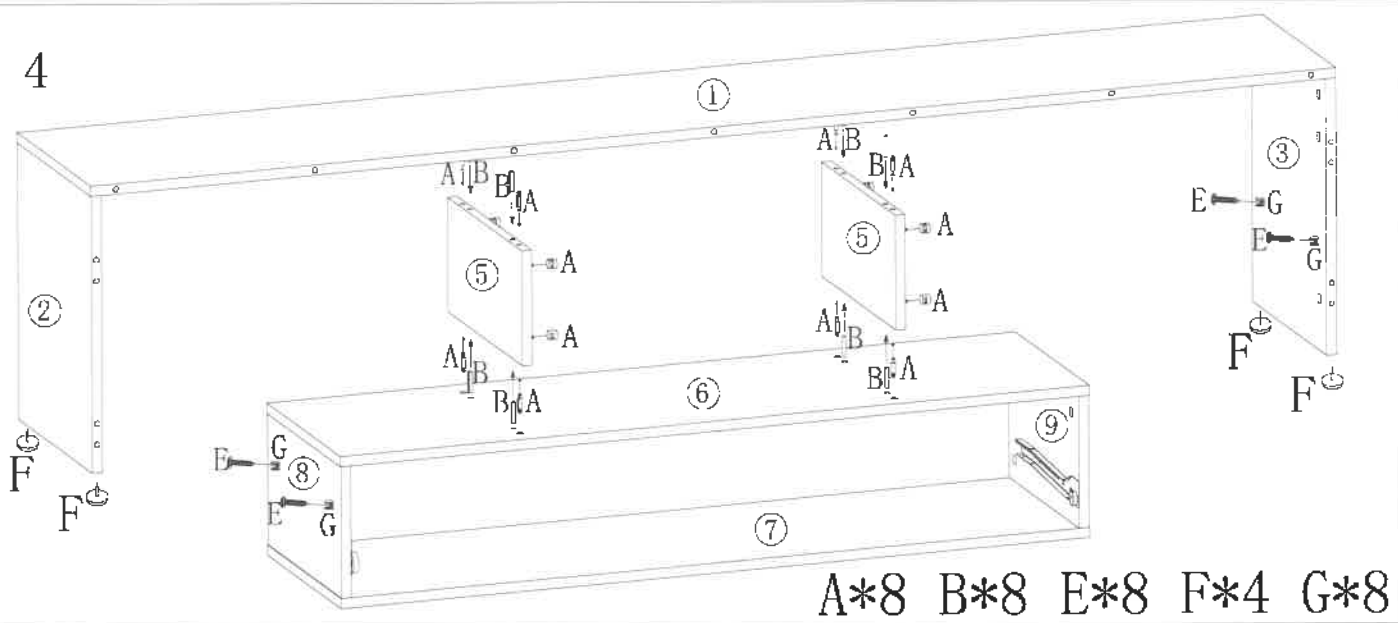 4
①
A B
B A
A B
B A
③
E G
E G
② ⑤ A ⑤ A
A A
A B
B A
A B
B A
F F
⑥
⑨
E G ⑧
E G
F F
⑦
A*8 B*8 E*8 F*4 G*8